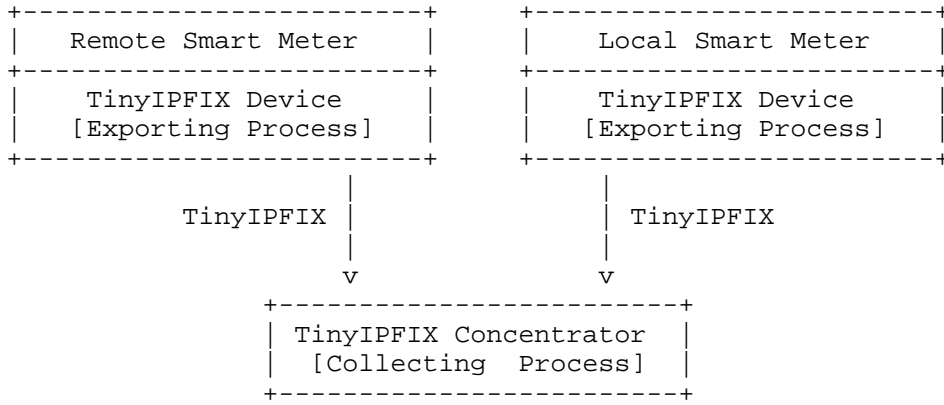 Remote Smart Meter Local Smart Meter
TinyIPFIX Device TinyIPFIX Device
[Exporting Process] [Exporting Process]
TinyIPFIX TinyIPFIX
v v
TinyIPFIX Concentrator
[Collecting  Process]